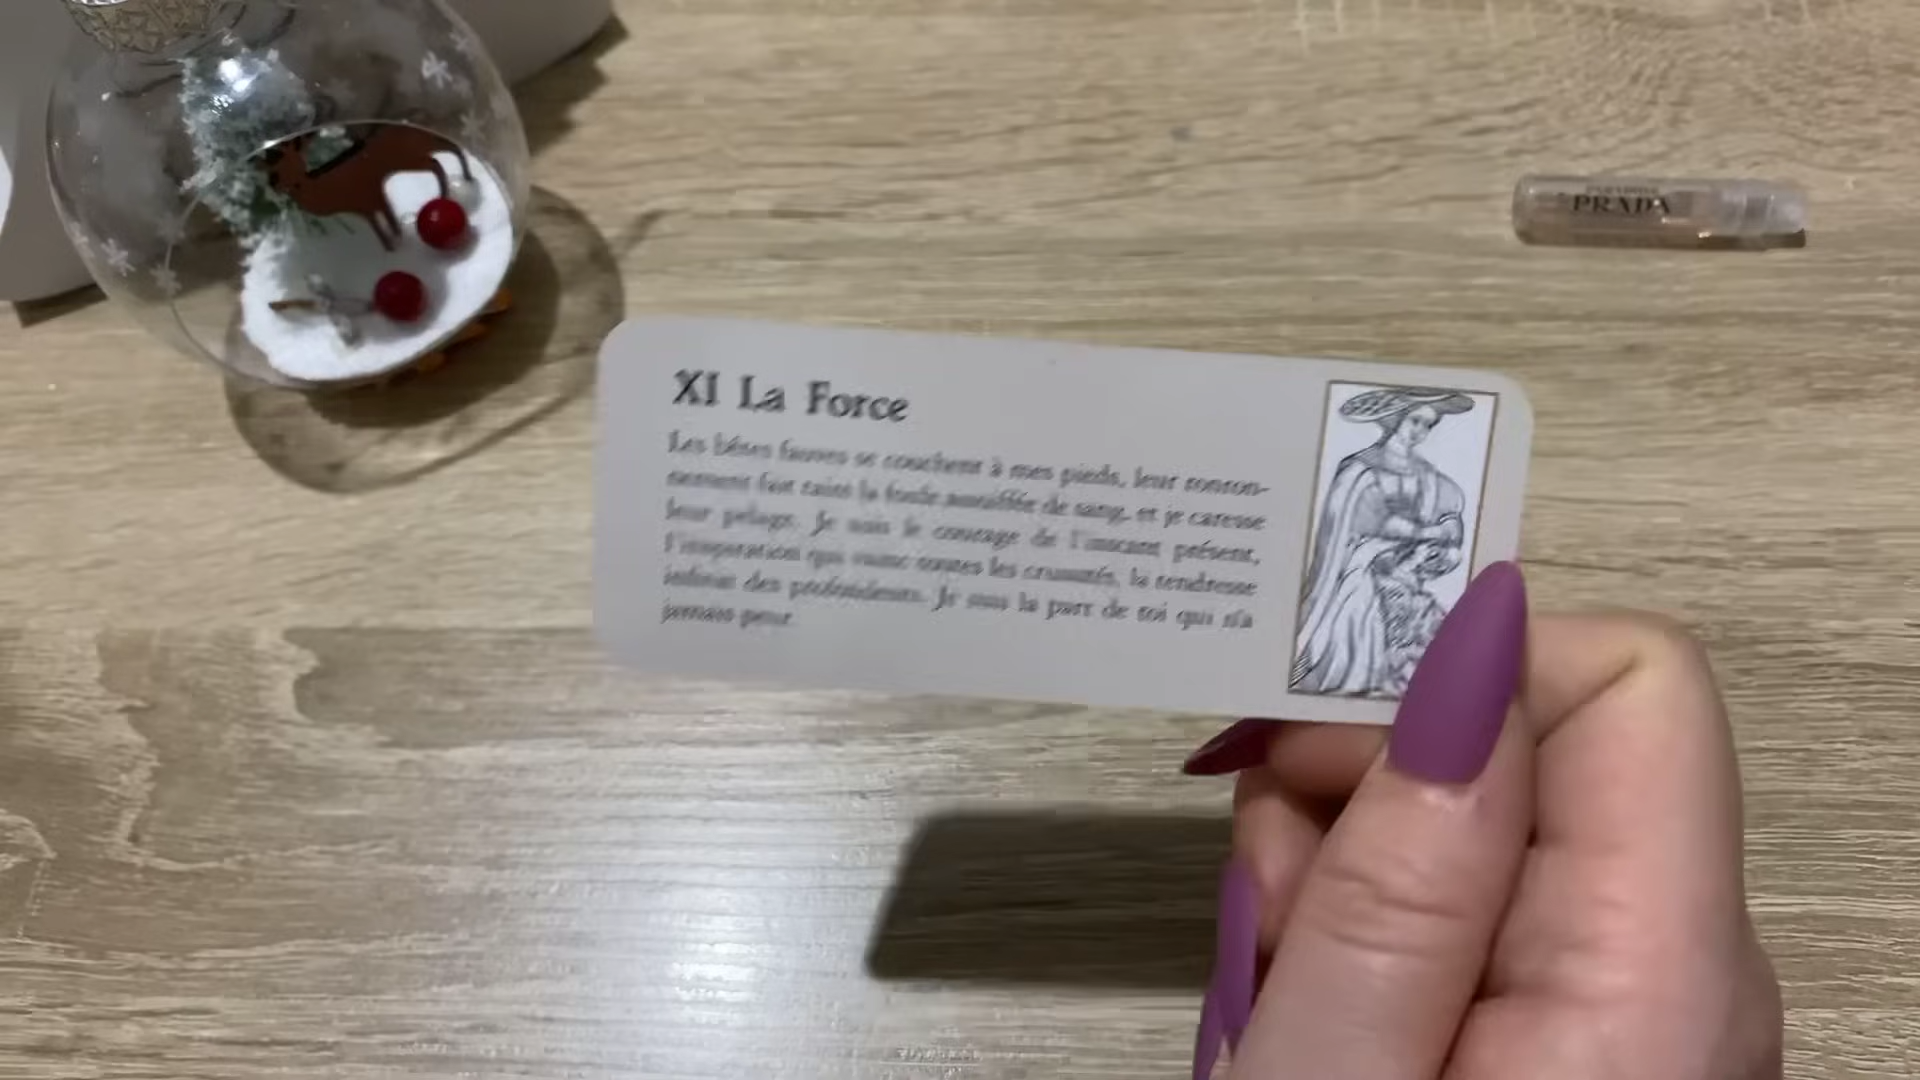 PRADA
XI La Force
Les bêtes fauves se couchent à mes pieds, leur ronron-
nement fait taire la foule assoiffée de sang, et je caresse
leur pelage. Je suis le courage de l'instant présent,
l'inspiration qui vainc toutes les cruautés, la tendresse
infinie des profondeurs. Je suis la part de toi qui n'a
jamais peur.